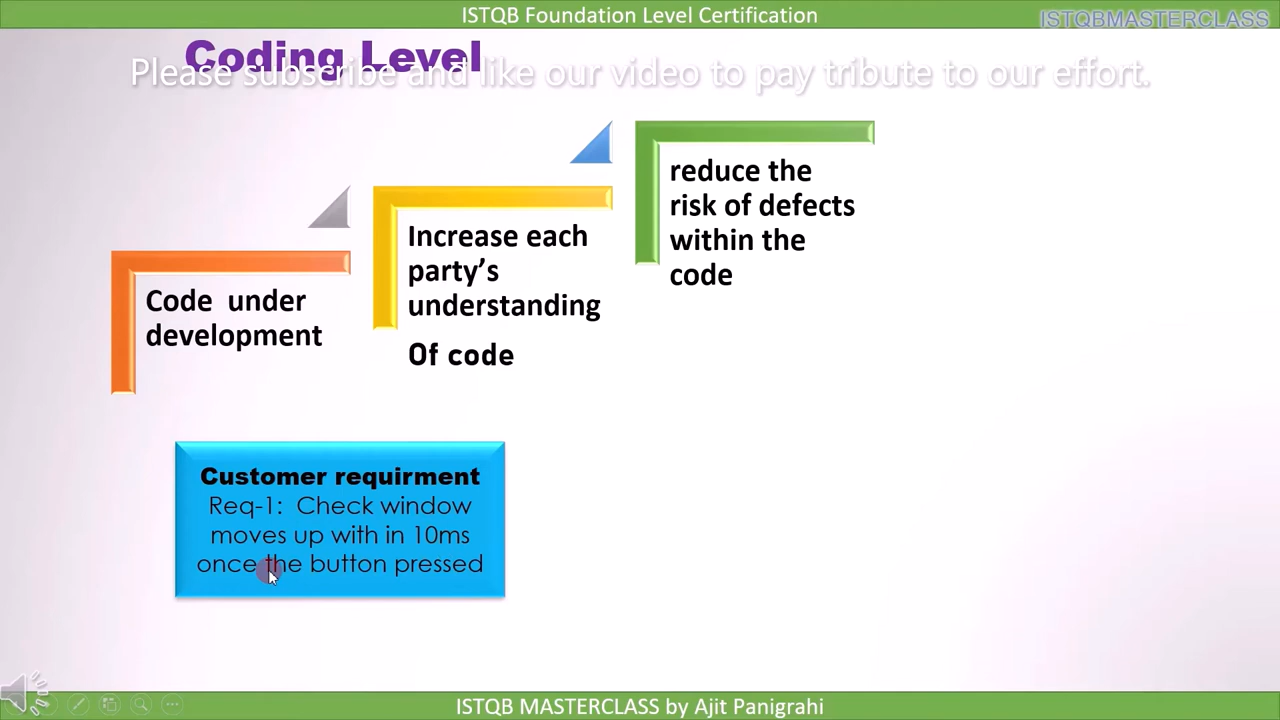 ISTQB Foundation Level Certification
ISTQBMASTERCLASS
Coding Level
Please subscribe and like our video to pay tribute to our effort.
Code under
development
Increase each
party’s
understanding
Of code
reduce the
risk of defects
within the
code
Customer requirment
Req-1: Check window
moves up with in 10ms
once the button pressed
ISTQB MASTERCLASS by Ajit Panigrahi